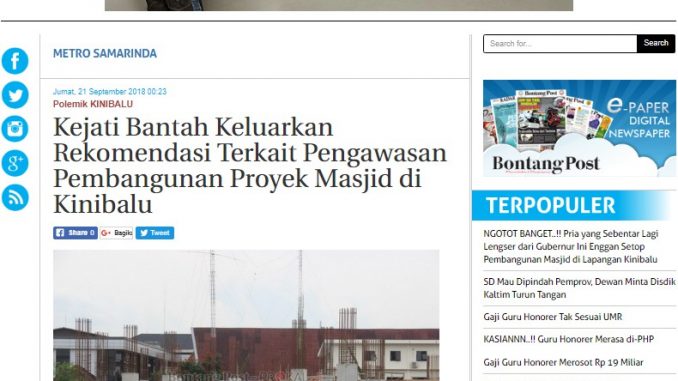 METRO SAMARINDA
Jumat, 21 September 2018 00:23
Polemik KINIBALU
Kejati Bantah Keluarkan
Rekomendasi Terkait Pengawasan
Pembangunan Proyek Masjid di
Kinibalu
Share 0
Bagik
Tweet
Search for...
Search
e-PAPER
DIGITAL
NEWSPAPER
Bontang Post
TERPOPULER
NGOTOT BANGET..!! Pria yang Sebentar Lagi
Lengser dari Gubernur Ini Enggan Setop
Pembangunan Masjid di Lapangan Kinibalu
SD Mau Dipindah Pemprov, Dewan Minta Disdik
Kaltim Turun Tangan
Gaji Guru Honorer Tak Sesuai UMR
KASIANNN..!! Guru Honorer Merasa di-PHP
Gaji Guru Honorer Merosot Rp 19 Miliar